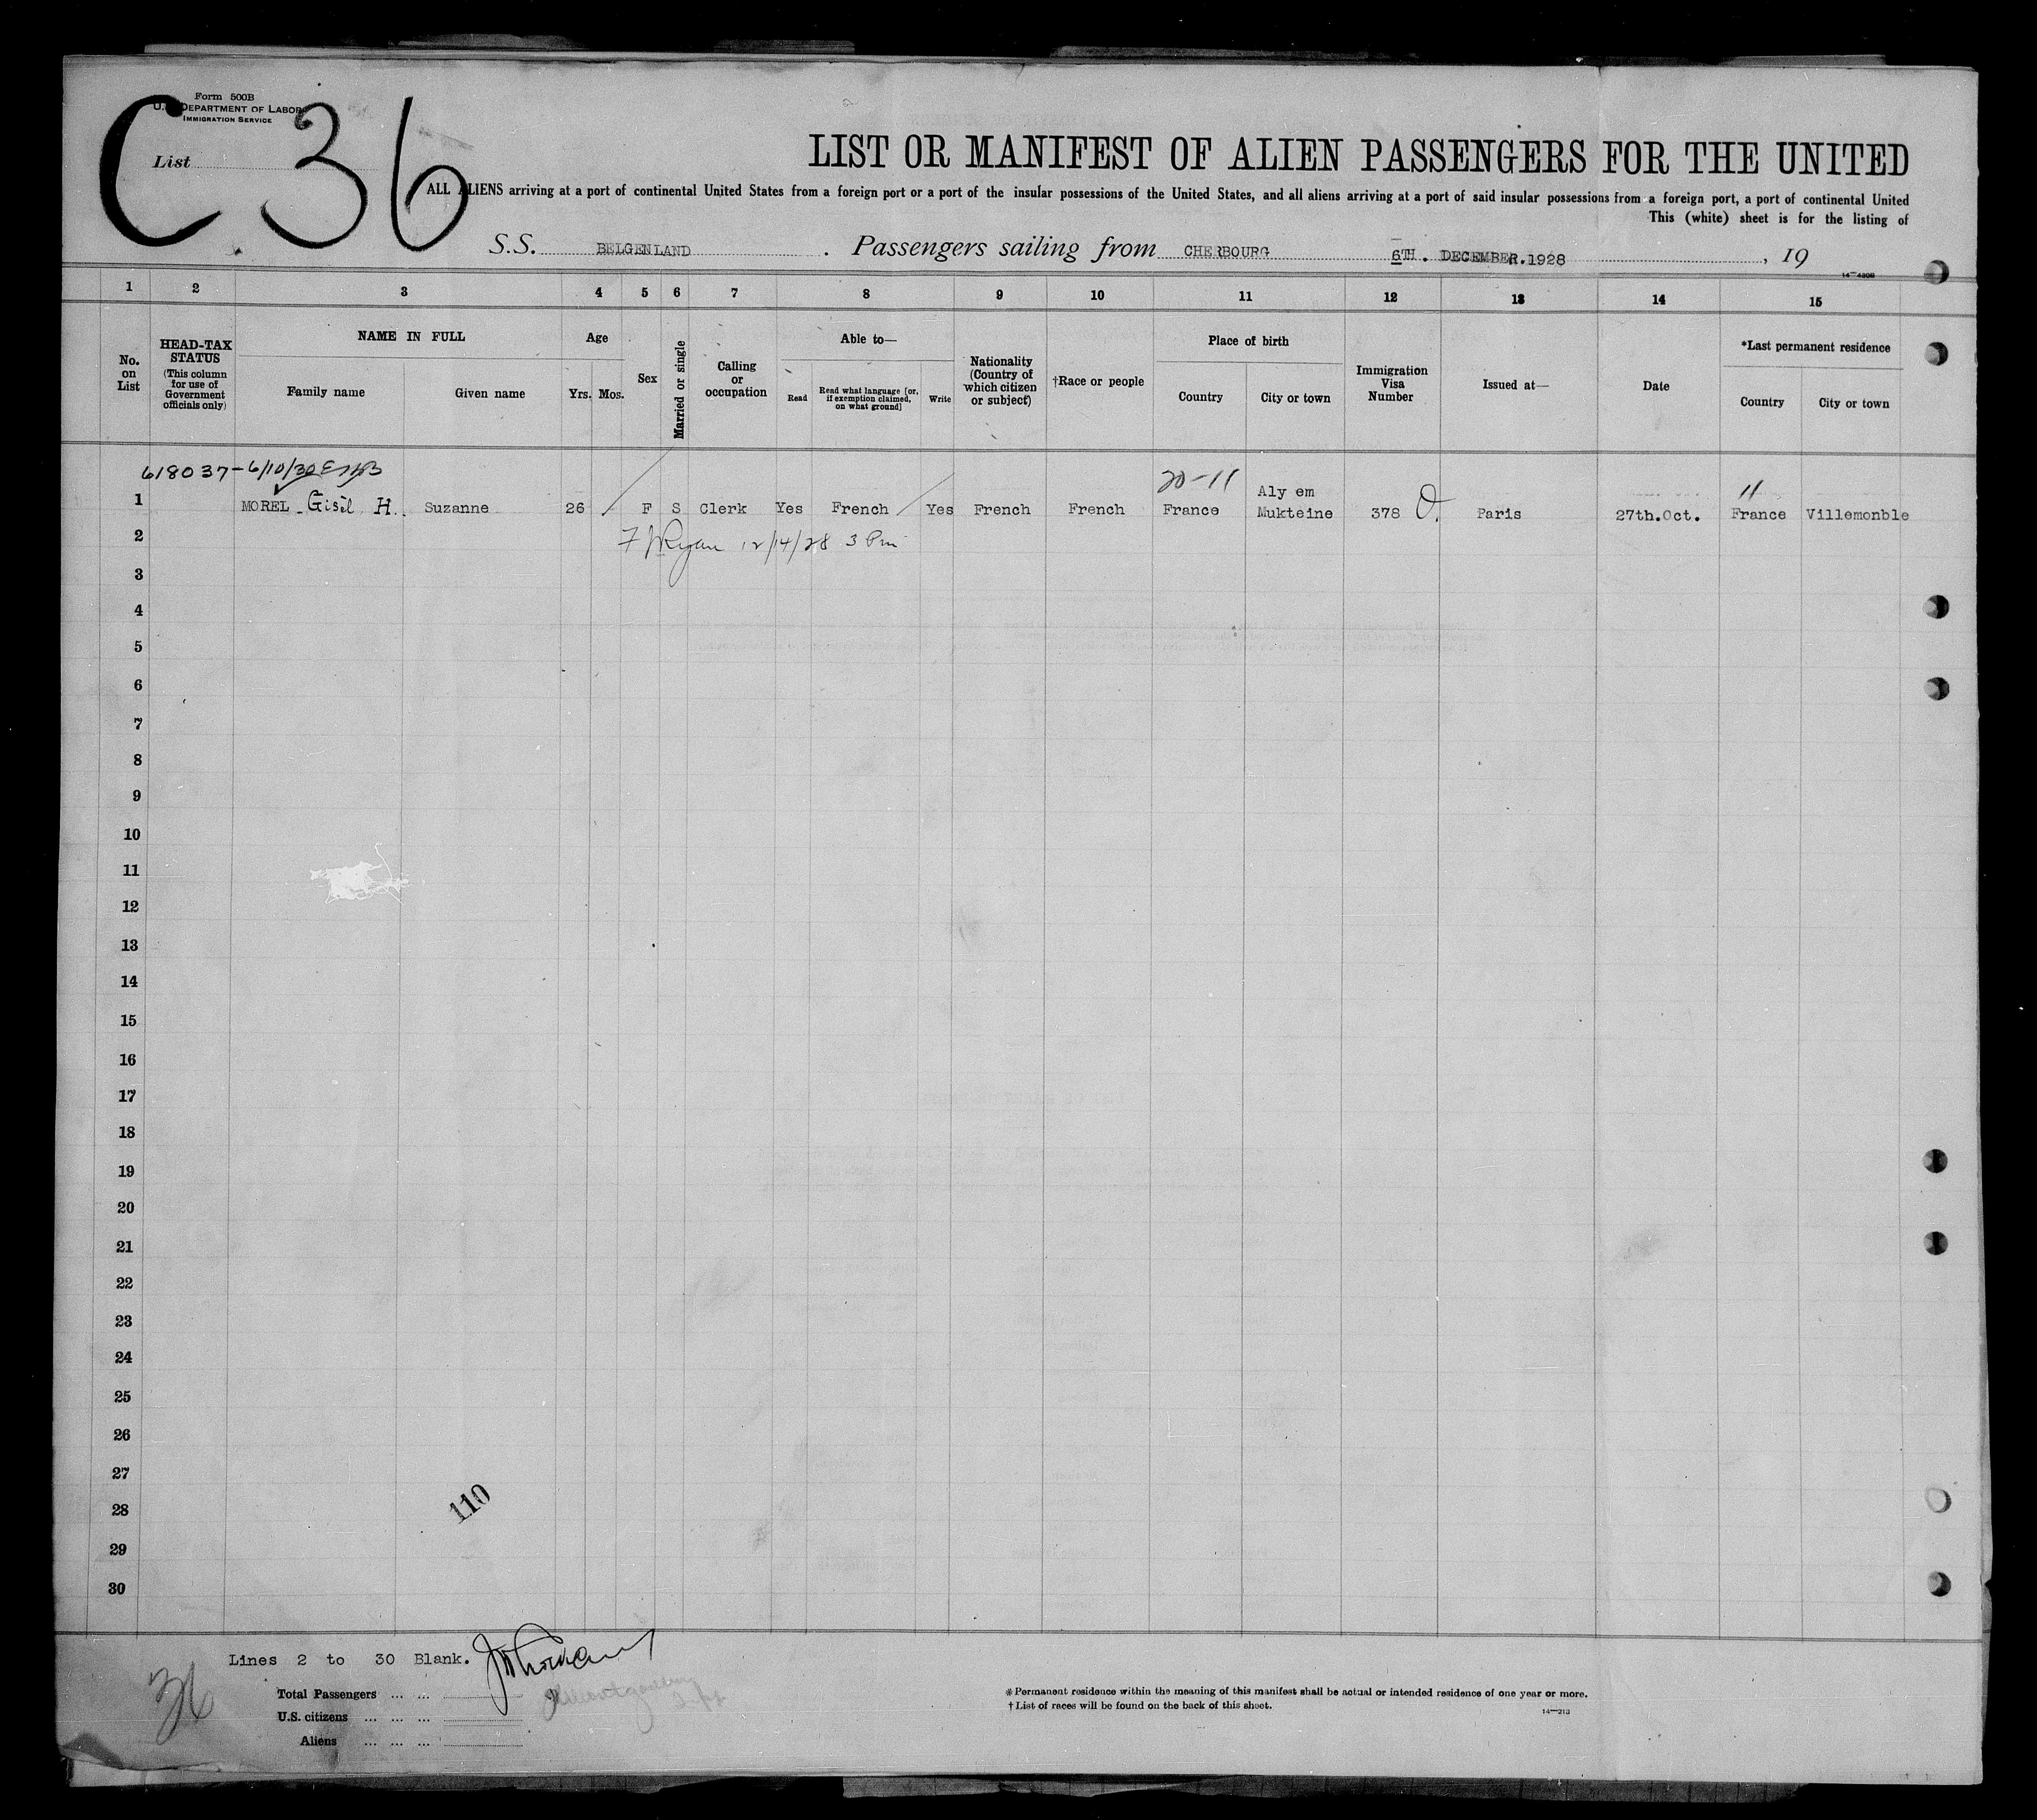 Form 500B
U.S. DEPARTMENT OF LABOR
IMMIGRATION SERVICE
C 36
List
LIST OR MANIFEST OF ALIEN PASSENGERS FOR THE UNITED
ALL ALIENS arriving at a port of continental United States from a foreign port or a port of the insular possessions of the United States, and all aliens arriving at a port of said insular possessions from a foreign port, a port of continental United
This (white) sheet is for the listing of
S.S. BELGENLAND . Passengers sailing from CHERBOURG 6TH. DECEMBER.1928 , 19
1 2 3 4 5 6 7 8 9 10 11 12 13 14 15
No. on List
HEAD-TAX STATUS (This column for use of Government officials only)
NAME IN FULL
Family name Given name
Age
Yrs. Mos.
Sex
Married or single
Calling or occupation
Able to—
Read Read what language [or, if exemption claimed, on what ground] Write
Nationality (Country of which citizen or subject)
†Race or people
Place of birth
Country City or town
Immigration Visa Number
Issued at—
Date
*Last permanent residence
Country City or town
618037-6/10/30
20-11 11
1 MOREL Gisèl H. Suzanne 26 F S Clerk Yes French Yes French French France Aly em Mukteine 378 Paris 27th.Oct. France Villemonble
2 F J Ryan 12/14/28 3 Pm
3
4
5
6
7
8
9
10
11
12
13
14
15
16
17
18
19
20
21
22
23
24
25
26
27
28
29
30
110
Lines 2 to 30 Blank.
36
Total Passengers ... ...
U.S. citizens ... ... ...
Aliens ... ... ...
*Permanent residence within the meaning of this manifest shall be actual or intended residence of one year or more.
†List of races will be found on the back of this sheet.
14—213